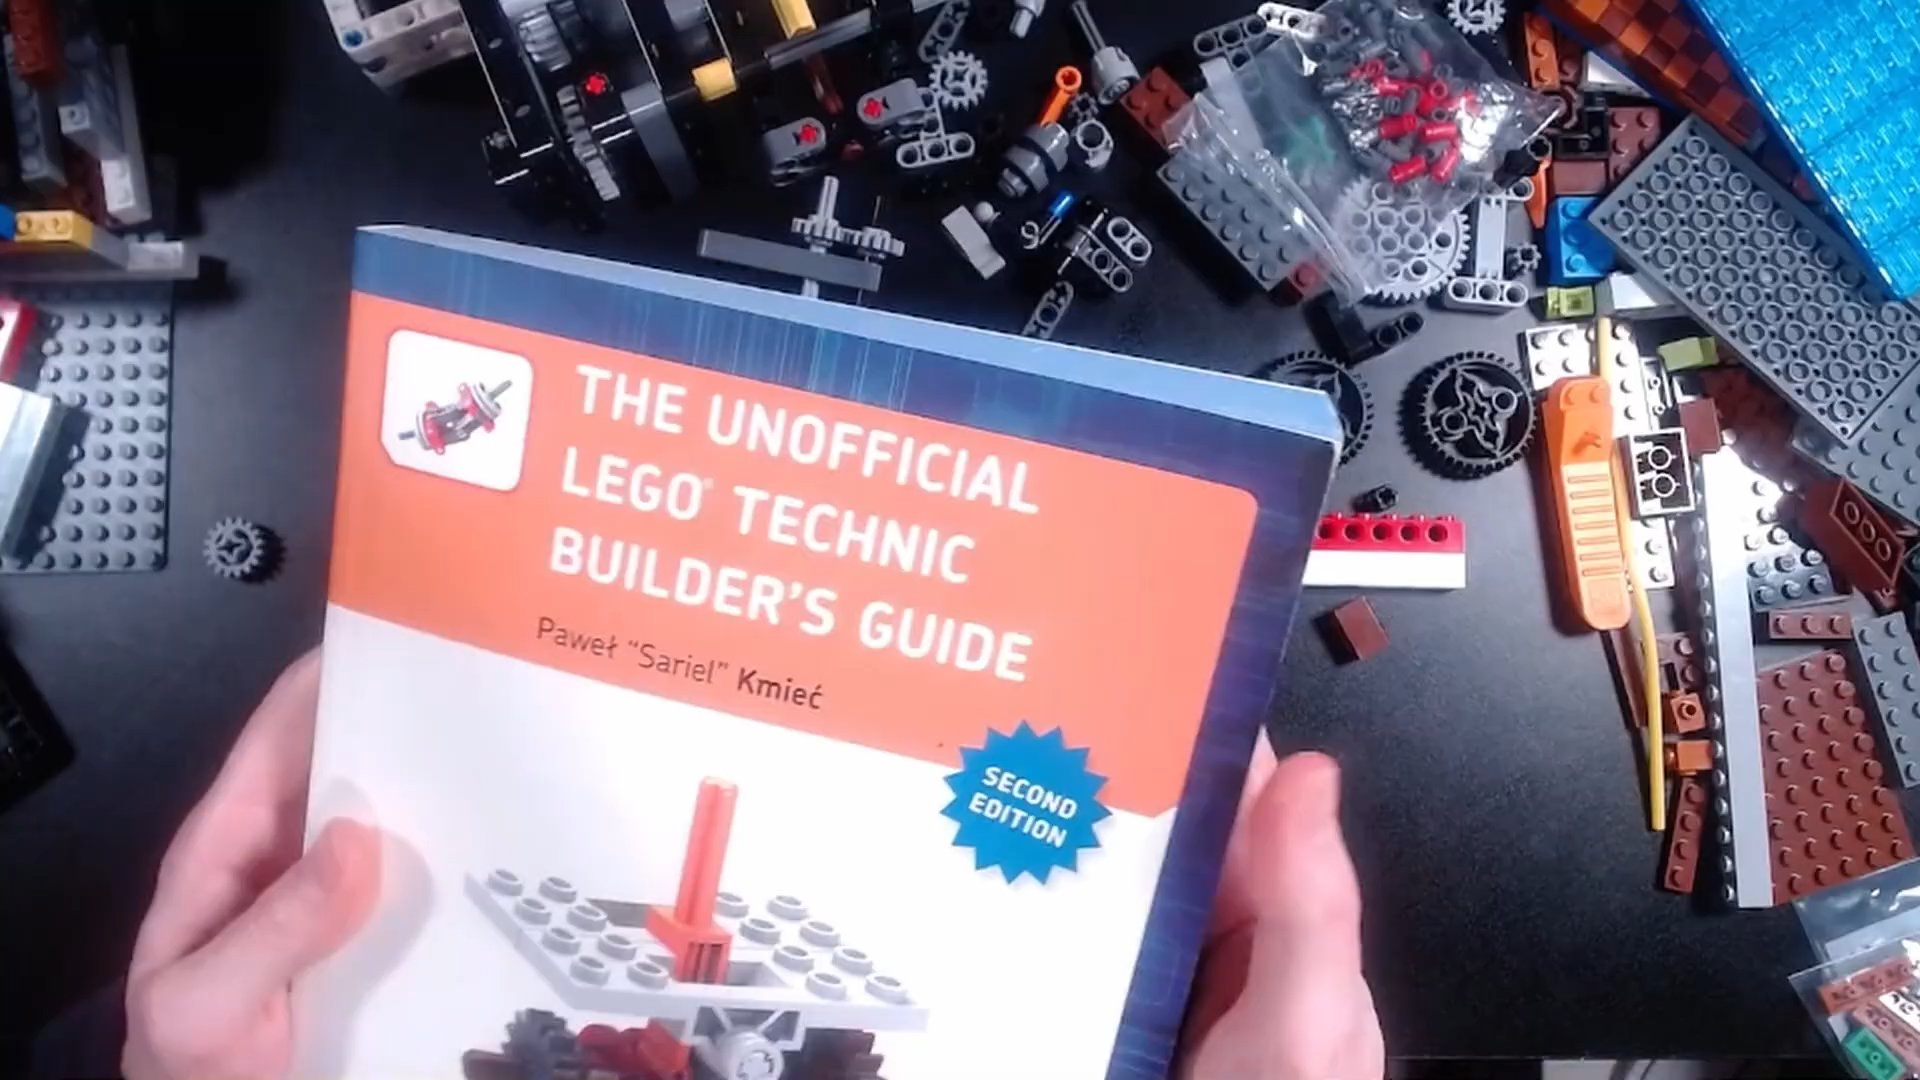 THE UNOFFICIAL
LEGO® TECHNIC
BUILDER'S GUIDE
Paweł “Sariel” Kmieć
SECOND
EDITION